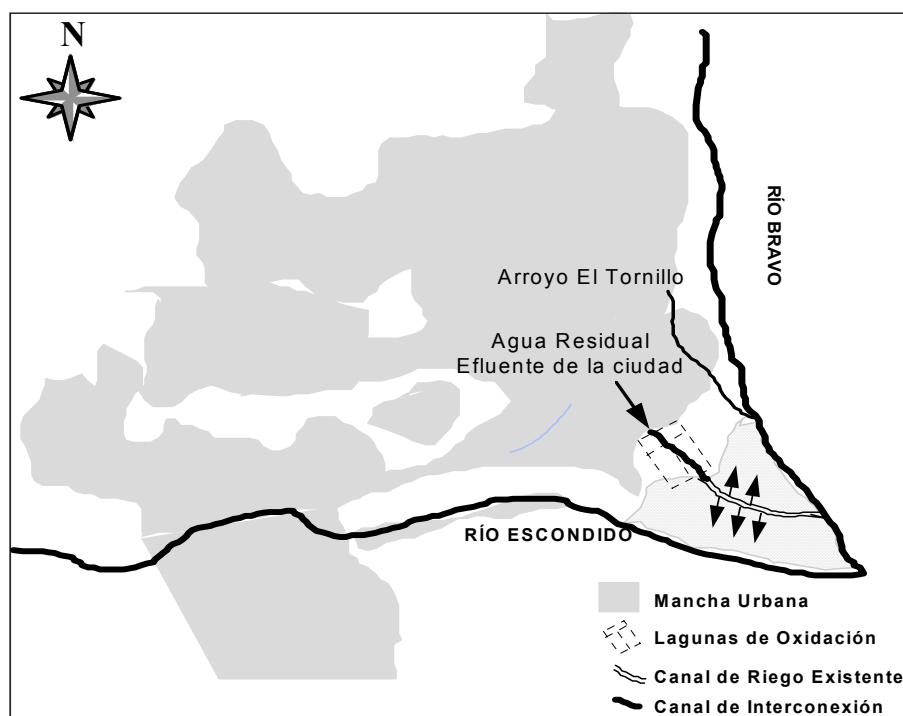 N
RÍO BRAVO
Arroyo El Tornillo
Agua Residual
Efluente de la ciudad
RÍO ESCONDIDO
Mancha Urbana
Lagunas de Oxidación
Canal de Riego Existente
Canal de Interconexión